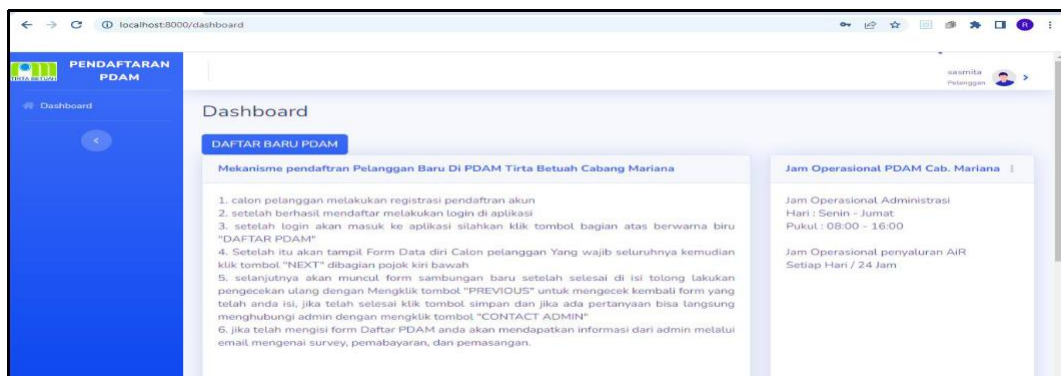 localhost:8000/dashboard
R
TIRTA BETUAH
PENDAFTARAN
PDAM
sasmita
Pelanggan
Dashboard
Dashboard
DAFTAR BARU PDAM
Mekanisme pendaftran Pelanggan Baru Di PDAM Tirta Betuah Cabang Mariana
1. calon pelanggan melakukan registrasi pendaftran akun
2. setelah berhasil mendaftar melakukan login di aplikasi
3. setelah login akan masuk ke aplikasi silahkan klik tombol bagian atas berwarna biru
"DAFTAR PDAM"
4. Setelah itu akan tampil Form Data diri Calon pelanggan Yang wajib seluruhnya kemudian
klik tombol "NEXT" dibagian pojok kiri bawah
5. selanjutnya akan muncul form sambungan baru setelah selesai di isi tolong lakukan
pengecekan ulang dengan Mengklik tombol "PREVIOUS" untuk mengecek kembali form yang
telah anda isi, jika telah selesai klik tombol simpan dan jika ada pertanyaan bisa langsung
menghubungi admin dengan mengklik tombol "CONTACT ADMIN"
6. jika telah mengisi form Daftar PDAM anda akan mendapatkan informasi dari admin melalui
email mengenai survey, pemabayaran, dan pemasangan.
Jam Operasional PDAM Cab. Mariana
Jam Operasional Administrasi
Hari : Senin - Jumat
Pukul : 08:00 - 16:00
Jam Operasional penyaluran AiR
Setiap Hari / 24 Jam